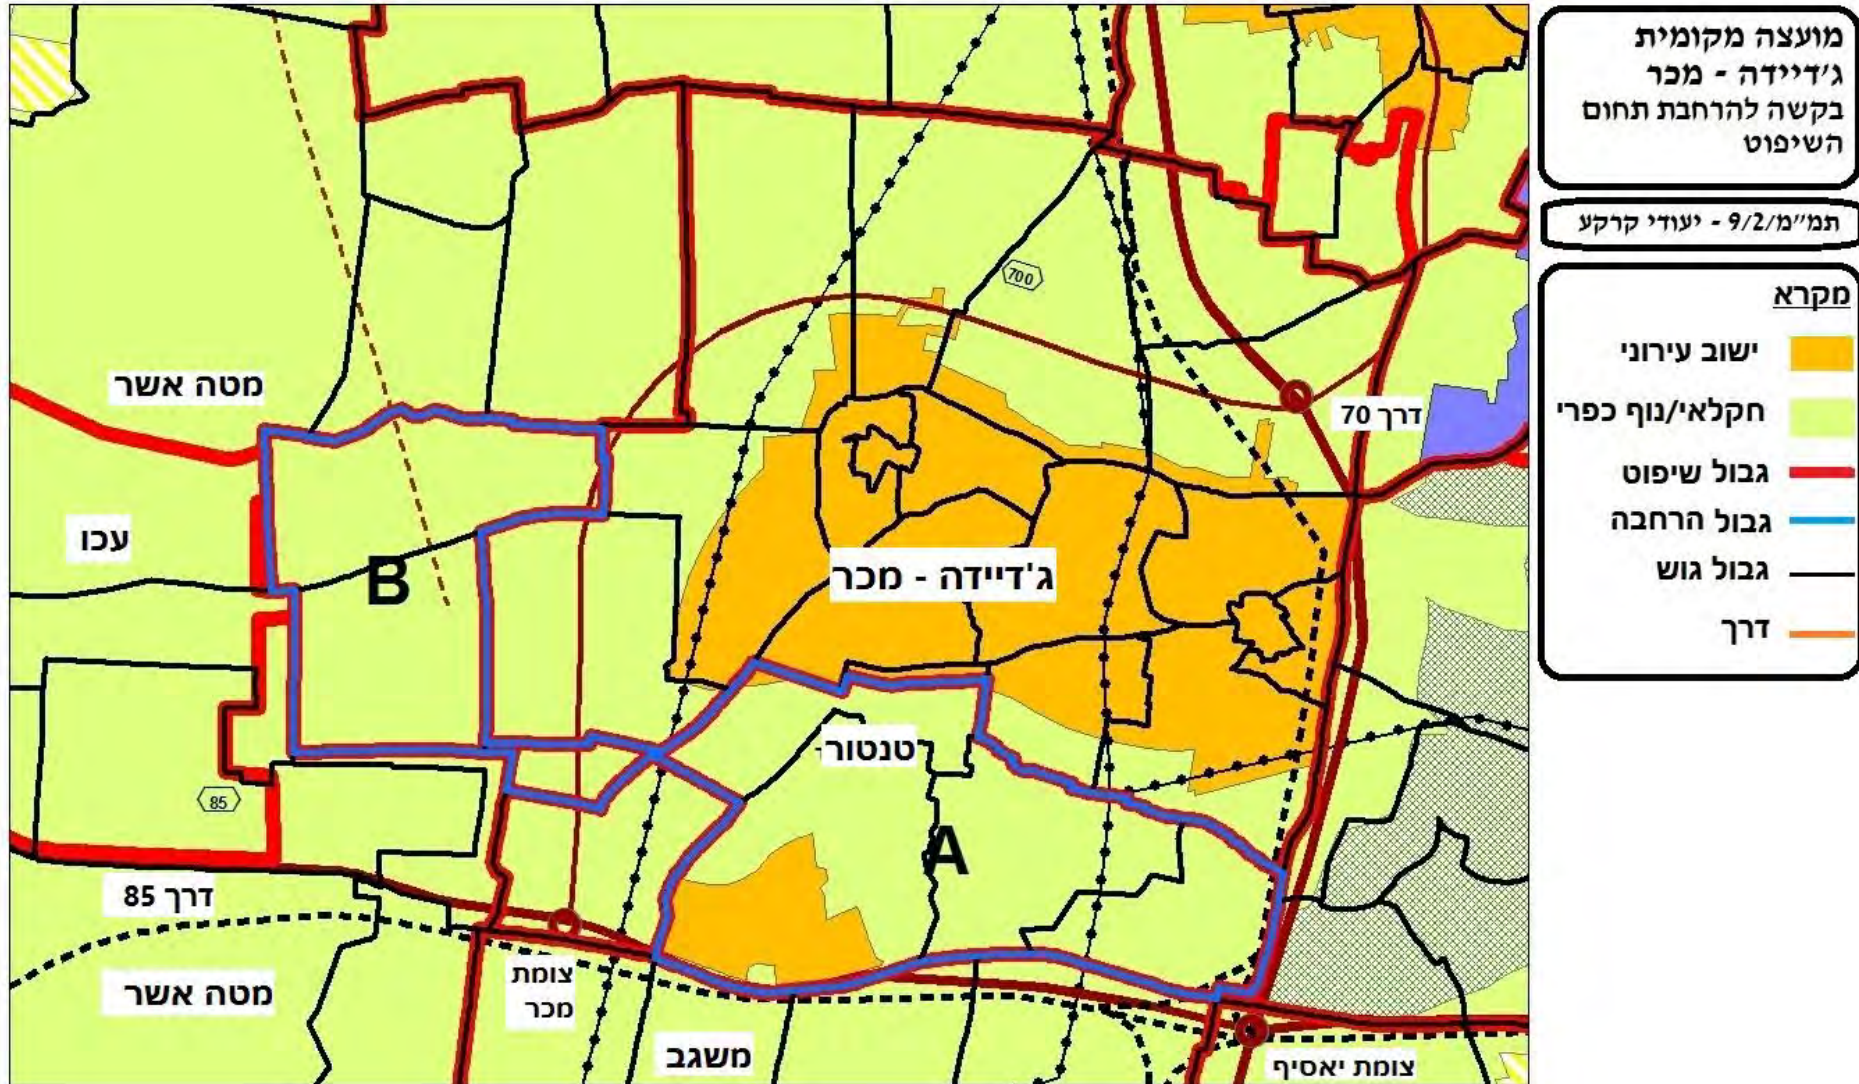 מועצה מקומית
ג'דיידה - מכר
בקשה להרחבת תחום
השיפוט
תמ"מ/9/2 - יעודי קרקע
מקרא
ישוב עירוני
חקלאי/נוף כפרי
גבול שיפוט
גבול הרחבה
גבול גוש
דרך
700
מטה אשר
דרך 70
עכו
B
ג'דיידה - מכר
טנטור
85
A
דרך 85
צומת
מכר
מטה אשר
משגב
צומת יאסיף